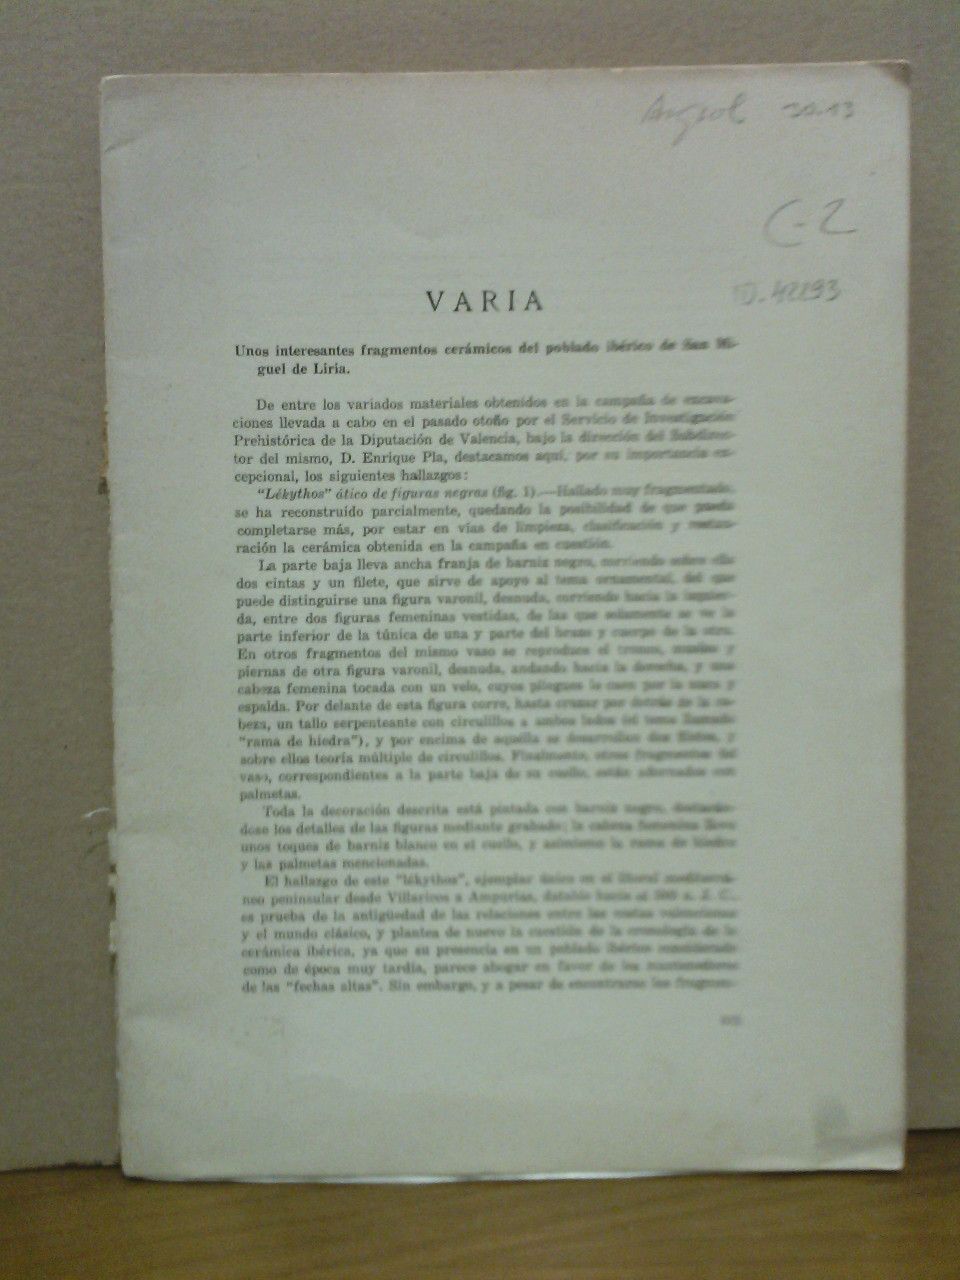 Arqueol 30.13
C-2
D. 42293
VARIA
Unos interesantes fragmentos cerámicos del poblado ibérico de San Mi-
guel de Liria.
De entre los variados materiales obtenidos en la campaña de excava-
ciones llevada a cabo en el pasado otoño por el Servicio de Investigación
Prehistórica de la Diputación de Valencia, bajo la dirección del Subdirec-
tor del mismo, D. Enrique Pla, destacamos aquí, por su importancia ex-
cepcional, los siguientes hallazgos:
"Lékythos" ático de figuras negras (fig. 1).—Hallado muy fragmentado,
se ha reconstruído parcialmente, quedando la posibilidad de que pueda
completarse más, por estar en vías de limpieza, clasificación y restau-
ración la cerámica obtenida en la campaña en cuestión.
La parte baja lleva ancha franja de barniz negro, corriendo sobre ella
dos cintas y un filete, que sirve de apoyo al tema ornamental, del que
puede distinguirse una figura varonil, desnuda, corriendo hacia la izquier-
da, entre dos figuras femeninas vestidas, de las que solamente se ve la
parte inferior de la túnica de una y parte del brazo y cuerpo de la otra.
En otros fragmentos del mismo vaso se reproduce el tronco, muslos y
piernas de otra figura varonil, desnuda, andando hacia la derecha, y una
cabeza femenina tocada con un velo, cuyos pliegues le caen por la nuca y
espalda. Por delante de esta figura corre, hasta cruzar por detrás de la ca-
beza, un tallo serpenteante con circulillos a ambos lados (el tema llamado
"rama de hiedra"), y por encima de aquélla se desarrollan dos filetes, y
sobre ellos teoría múltiple de circulillos. Finalmente, otros fragmentos del
vaso, correspondientes a la parte baja de su cuello, están adornados con
palmetas.
Toda la decoración descrita está pintada con barniz negro, destacán-
dose los detalles de las figuras mediante grabado; la cabeza femenina lleva
unos toques de barniz blanco en el cuello, y asimismo la rama de hiedra
y las palmetas mencionadas.
El hallazgo de este "lékythos", ejemplar único en el litoral mediterrá-
neo peninsular desde Villaricos a Ampurias, datable hacia el 500 a. J. C.,
es prueba de la antigüedad de las relaciones entre las costas valencianas
y el mundo clásico, y plantea de nuevo la cuestión de la cronología de la
cerámica ibérica, ya que su presencia en un poblado ibérico considerado
como de época muy tardía, parece abogar en favor de los mantenedores
de las "fechas altas". Sin embargo, y a pesar de encontrarse los fragmen-